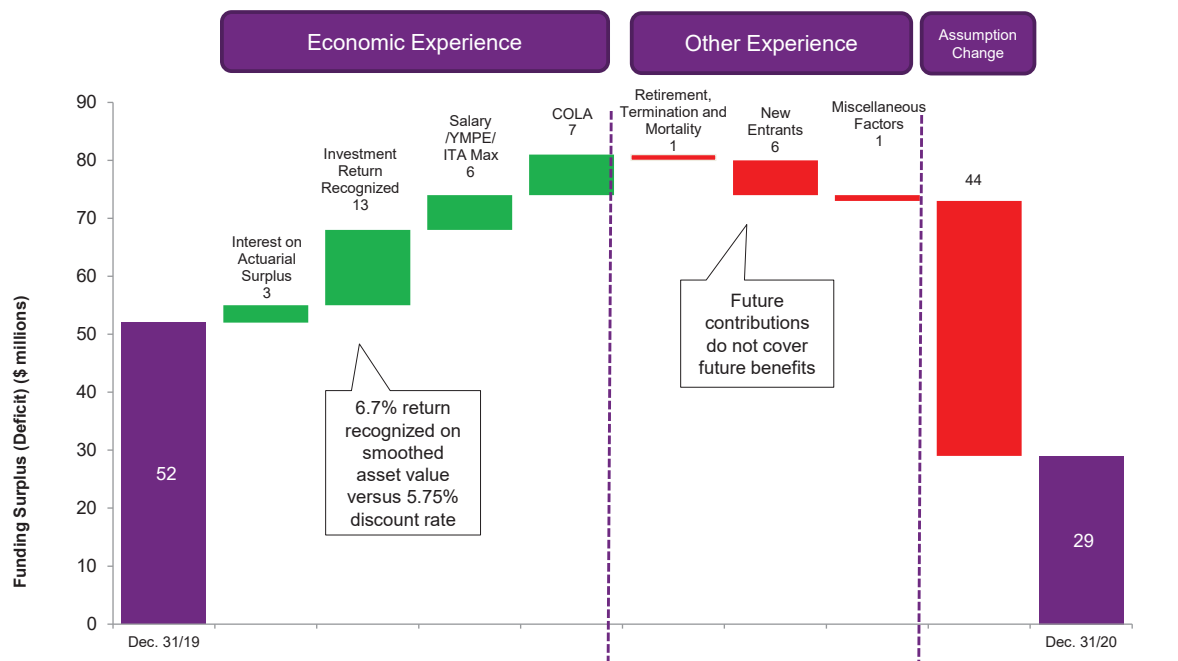 Economic Experience
Other Experience
Assumption
Change
Funding Surplus (Deficit) ($ millions)
90
80
70
60
50
40
30
20
10
0
52
Dec. 31/19
Interest on
Actuarial
Surplus
3
Investment
Return
Recognized
13
Salary
/YMPE/
ITA Max
6
COLA
7
Retirement,
Termination and
Mortality
1
New
Entrants
6
Miscellaneous
Factors
1
44
6.7% return
recognized on
smoothed
asset value
versus 5.75%
discount rate
Future
contributions
do not cover
future benefits
29
Dec. 31/20